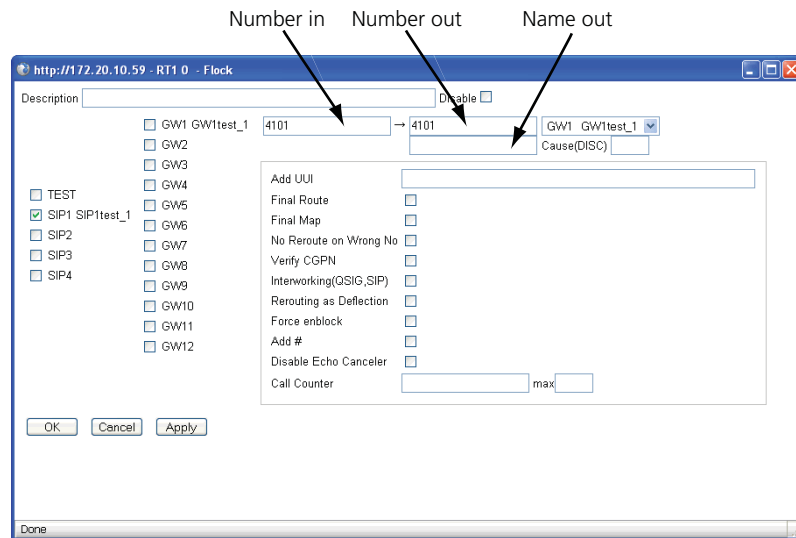 Number in Number out Name out
http://172.20.10.59 - RT1 0 - Flock
Description Disable
GW1 GW1test_1 4101 → 4101 GW1 GW1test_1
GW2 Cause(DISC)
GW3
GW4 Add UUI
TEST GW5 Final Route
SIP1 SIP1test_1 GW6 Final Map
SIP2 GW7 No Reroute on Wrong No
SIP3 GW8 Verify CGPN
SIP4 GW9 Interworking(QSIG,SIP)
GW10 Rerouting as Deflection
GW11 Force enblock
GW12 Add #
Disable Echo Canceler
Call Counter max
OK Cancel Apply
Done